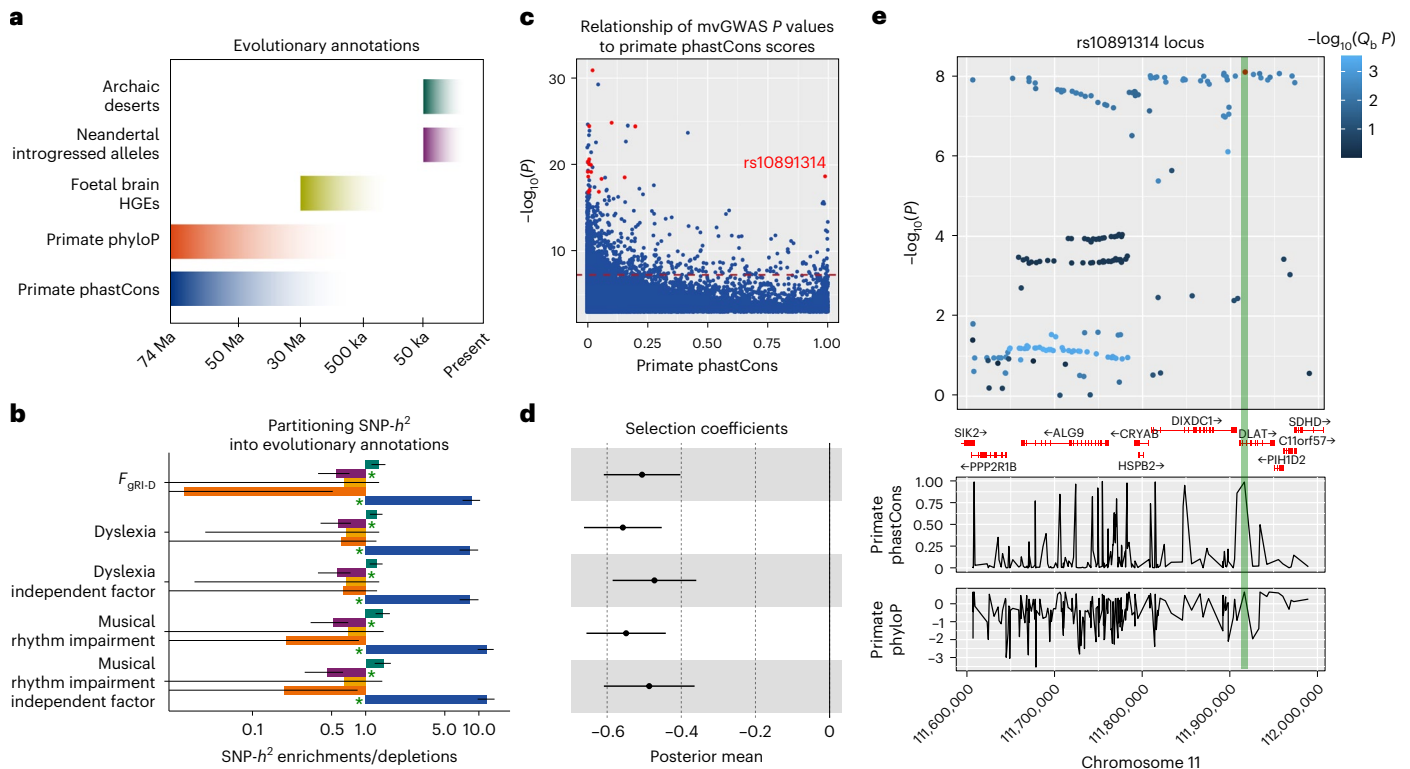 a
Evolutionary annotations
Archaic
deserts
Neandertal
introgressed alleles
Foetal brain
HGEs
Primate phyloP
Primate phastCons
74 Ma
50 Ma
30 Ma
500 ka
50 ka
Present
b
Partitioning SNP-h²
into evolutionary annotations
F_gRI-D
Dyslexia
Dyslexia
independent factor
Musical
rhythm impairment
Musical
rhythm impairment
independent factor
*
*
*
*
*
*
*
*
*
*
0.1 0.5 1.0 5.0 10.0
SNP-h² enrichments/depletions
c
Relationship of mvGWAS P values
to primate phastCons scores
−log₁₀(P)
30
20
10
rs10891314
0 0.25 0.50 0.75 1.00
Primate phastCons
d
Selection coefficients
−0.6 −0.4 −0.2 0
Posterior mean
e
rs10891314 locus
−log₁₀(Q_b P)
3
2
1
−log₁₀(P)
8
6
4
2
0
DIXDC1→ SDHD→
SIK2→ ←ALG9 ←CRYAB DLAT→ C11orf57→
←PPP2R1B HSPB2→ ←PIH1D2
Primate
phastCons
1.00
0.75
0.50
0.25
0
Primate
phyloP
0
−1
−2
−3
111,600,000
111,700,000
111,800,000
111,900,000
112,000,000
Chromosome 11